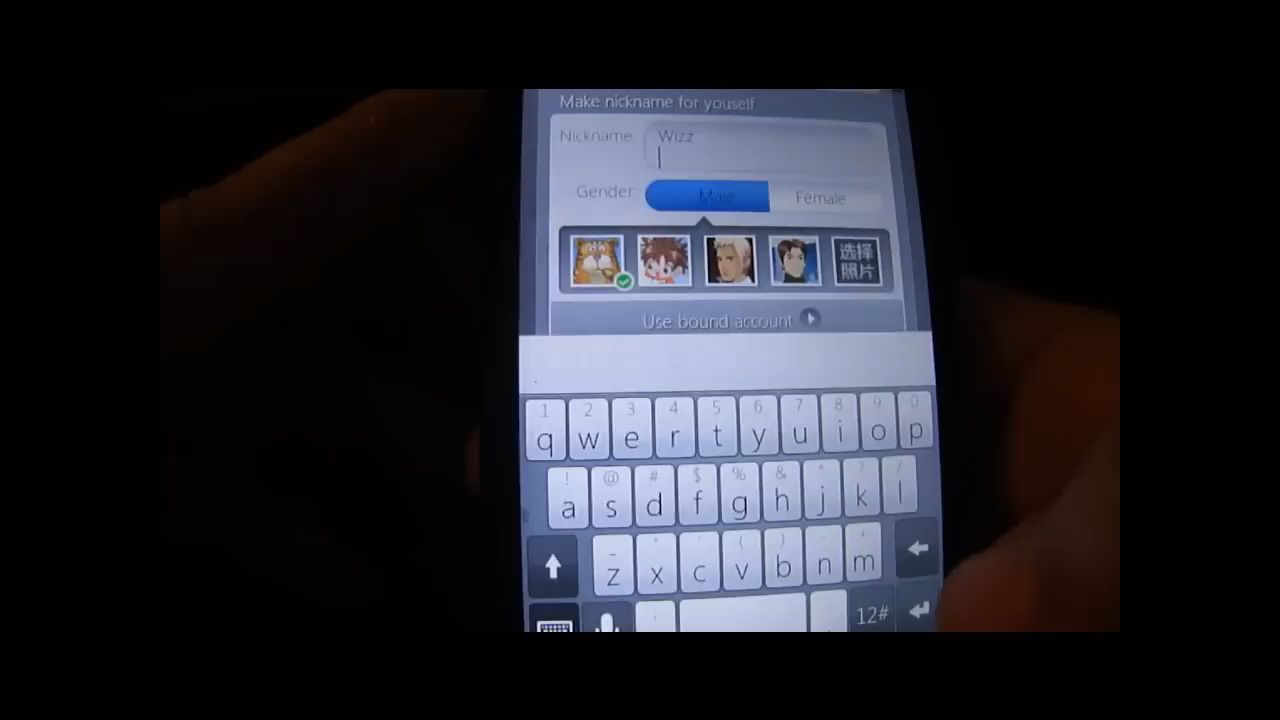 Make nickname for youself
Nickname Wizz
Gender Male Female
选择
照片
Use bound account
1 2 3 4 5 6 7 8 9 0
q w e r t y u i o p
! @ # $ % & * ? /
a s d f g h j k l
z x c v b n m
12#